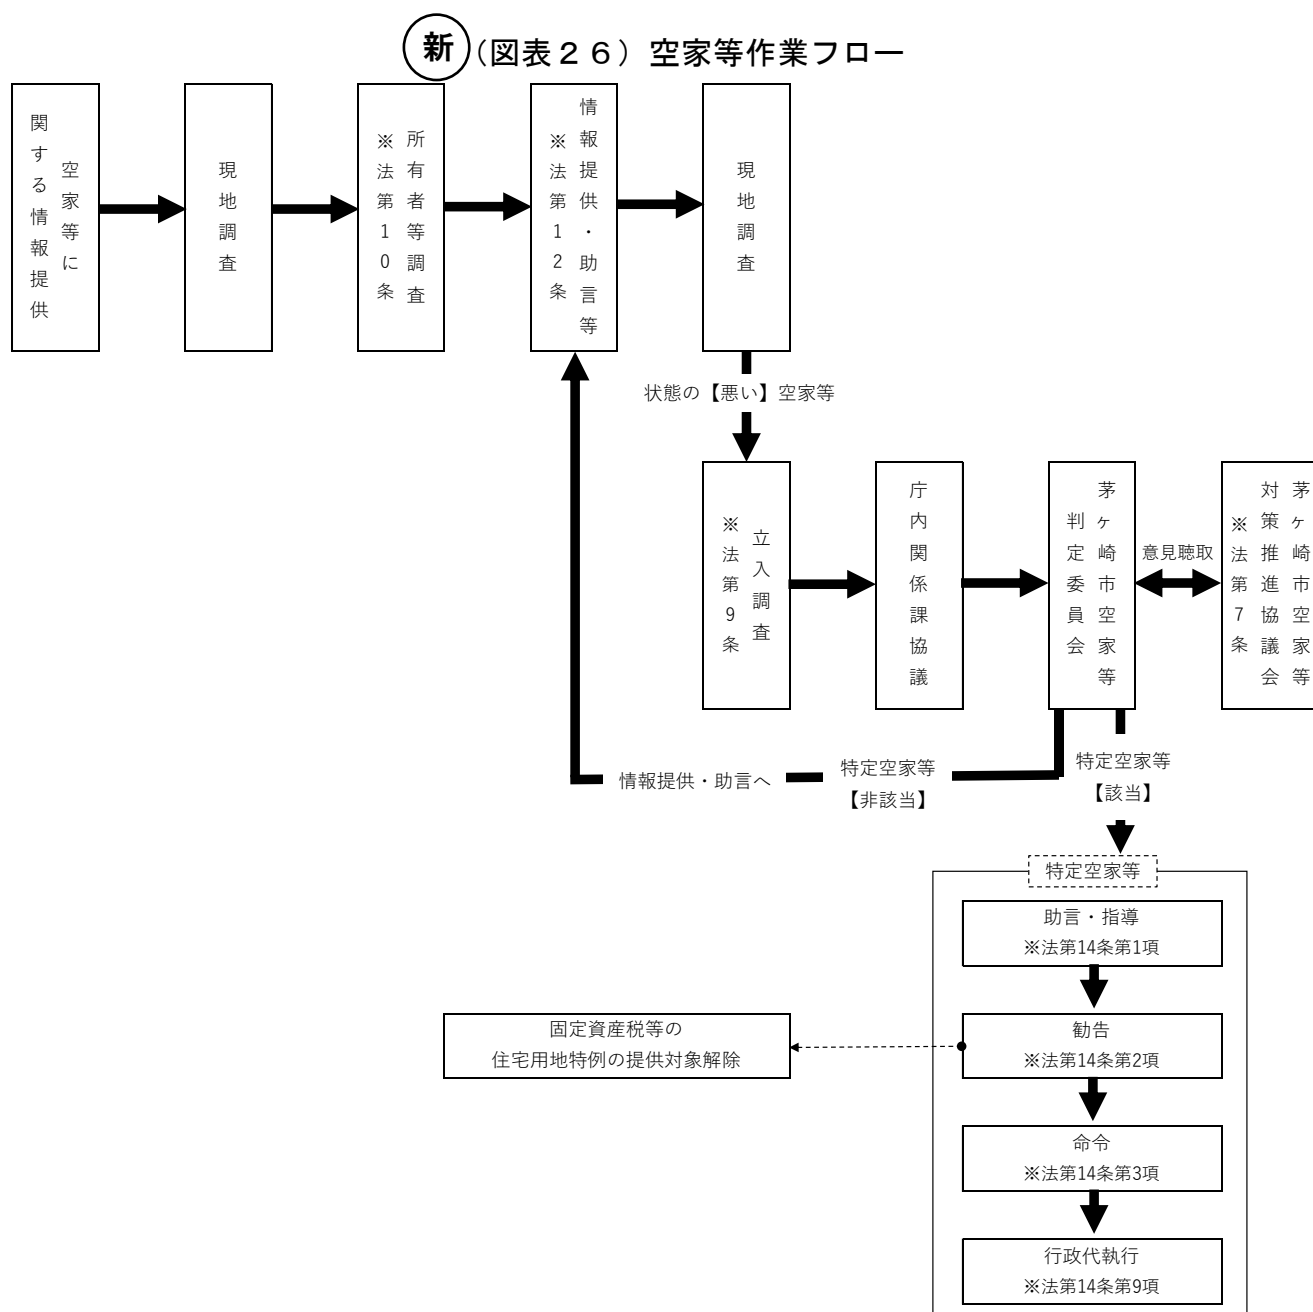 新
(図表２６)空家等作業フロー
空家等に
関する情報提供
現地調査
所有者等調査
※法第10条
情報提供・助言等
※法第12条
現地調査
状態の【悪い】空家等
立入調査
※法第9条
庁内関係課協議
茅ヶ崎市空家等
判定委員会
意見聴取
茅ヶ崎市空家等
対策推進協議会
※法第7条
情報提供・助言へ
特定空家等
【非該当】
特定空家等
【該当】
特定空家等
助言・指導
※法第14条第1項
固定資産税等の
住宅用地特例の提供対象解除
勧告
※法第14条第2項
命令
※法第14条第3項
行政代執行
※法第14条第9項